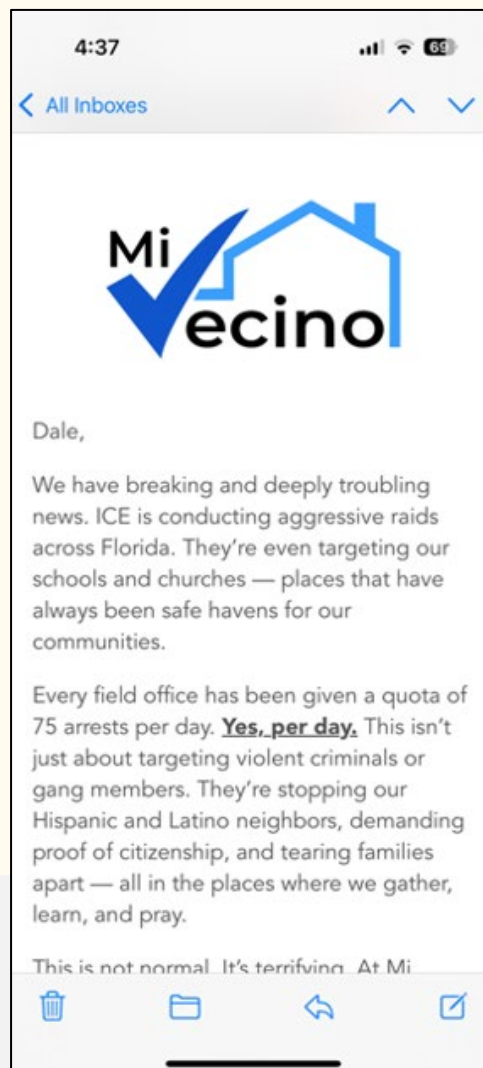 4:37
69
All Inboxes
Mi
Vecino
Dale,
We have breaking and deeply troubling
news. ICE is conducting aggressive raids
across Florida. They're even targeting our
schools and churches — places that have
always been safe havens for our
communities.
Every field office has been given a quota of
75 arrests per day. Yes, per day. This isn't
just about targeting violent criminals or
gang members. They're stopping our
Hispanic and Latino neighbors, demanding
proof of citizenship, and tearing families
apart — all in the places where we gather,
learn, and pray.
This is not normal. It's terrifying. At Mi